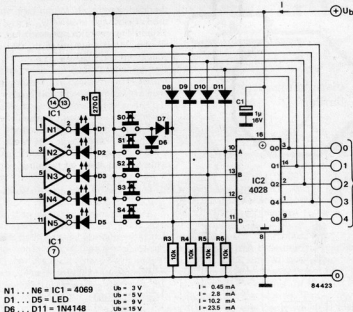 I
Ub
14 13
IC1
R1
270Ω
D8 D9 D10 D11
C1
1µ
16V
1 N1 2 D1
3 N2 4 D2
5 N3 6 D3
9 N4 8 D4
11 N5 10 D5
S0
S1
S2
S3
S4
D7
D6
16
IC2
4028
10 A
13 B
12 C
11 D
Q0 3
Q1 14
Q2 2
Q4 1
Q8 9
8
0
1
2
3
4
R3 R4 R5 R6
10k 10k 10k 10k
IC1
7
0
84423
N1 ... N6 = IC1 = 4069
D1 ... D5 = LED
D6 ... D11 = 1N4148
Ub = 3 V I = 0.45 mA
Ub = 5 V I = 2.8 mA
Ub = 9 V I = 10.2 mA
Ub = 15 V I = 23.5 mA